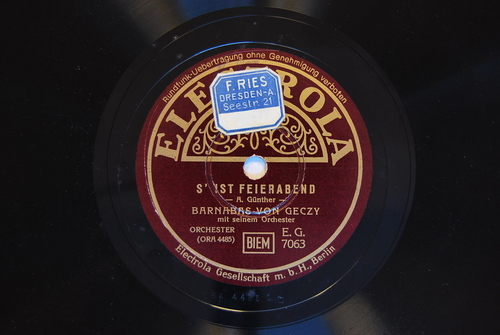 Rundfunk-Uebertragung ohne Genehmigung verboten
ELECTROLA
F. RIES
DRESDEN-A
Seestr. 21
S' IST FEIERABEND
— A. Günther —
BARNABAS VON GECZY
mit seinem Orchester
ORCHESTER
(ORA 4485)
BIEM
E. G.
7063
Electrola Gesellschaft m. b. H., Berlin